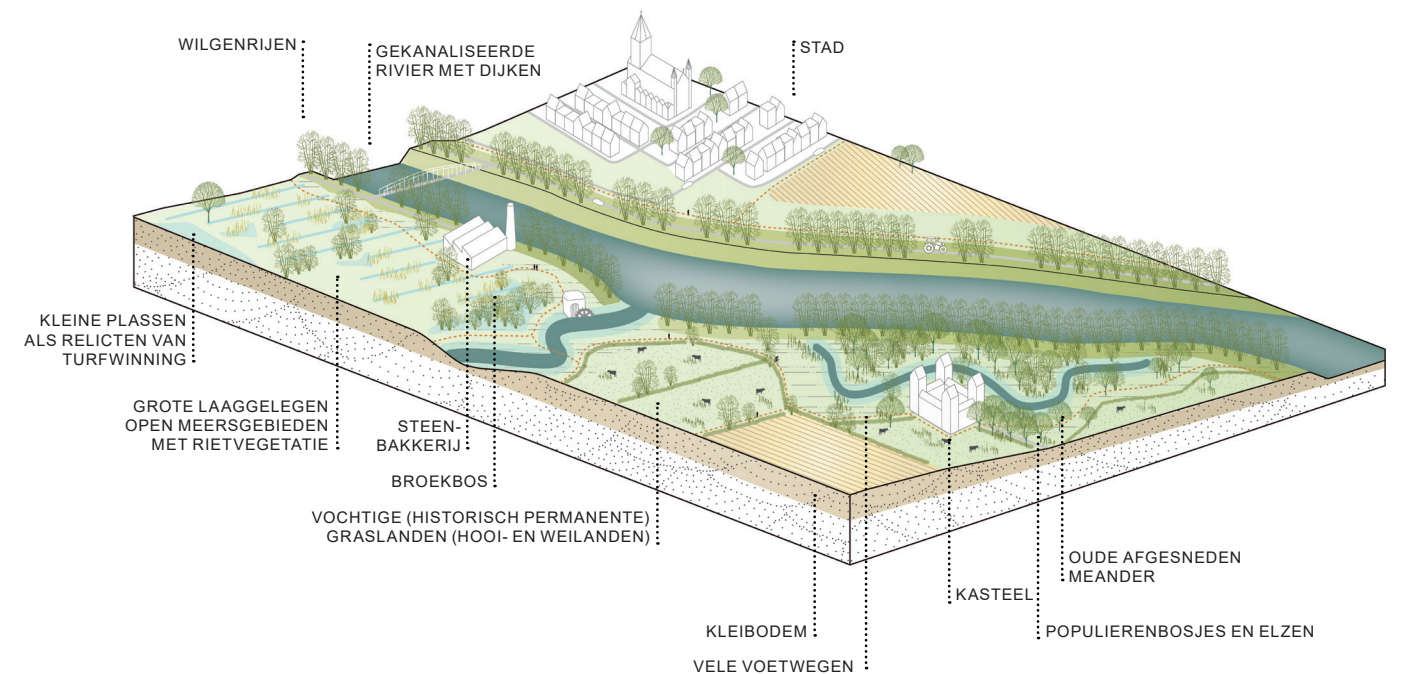 WILGENRIJEN
GEKANALISEERDE
RIVIER MET DIJKEN
STAD
KLEINE PLASSEN
ALS RELICTEN VAN
TURFWINNING
GROTE LAAGGELEGEN
OPEN MEERSGEBIEDEN
MET RIETVEGETATIE
STEEN-
BAKKERIJ
BROEKBOS
VOCHTIGE (HISTORISCH PERMANENTE)
GRASLANDEN (HOOI- EN WEILANDEN)
KLEIBODEM
VELE VOETWEGEN
KASTEEL
OUDE AFGESNEDEN
MEANDER
POPULIERENBOSJES EN ELZEN